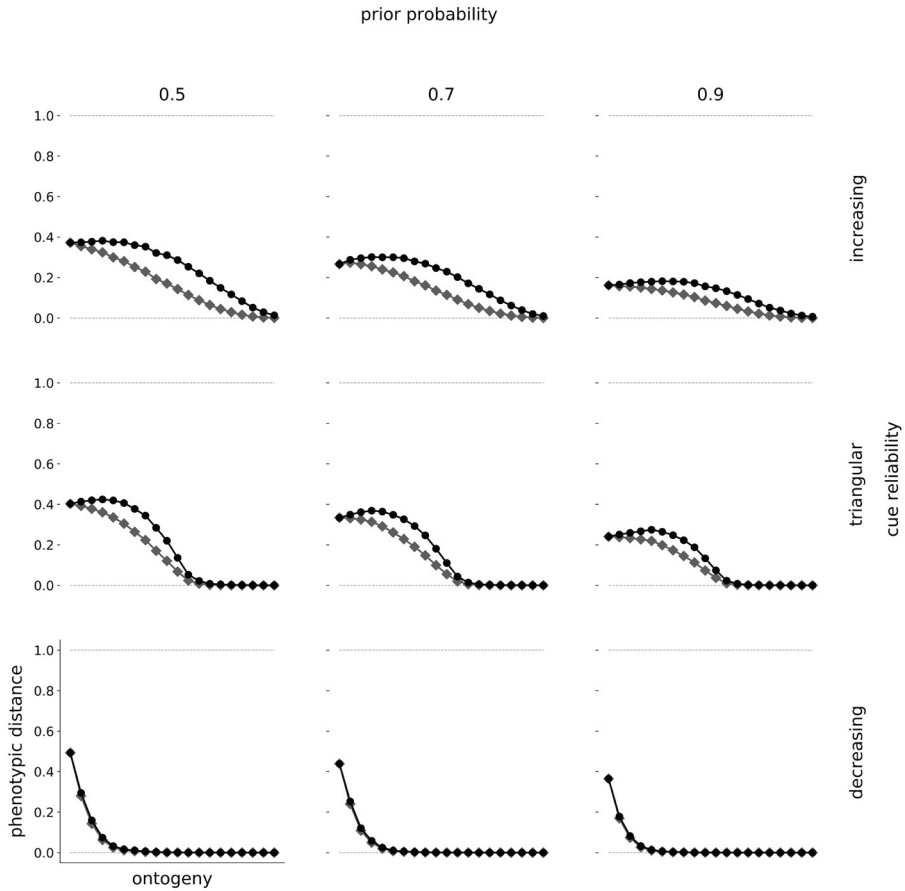 prior probability
0.5 0.7 0.9
1.0
0.8
0.6
0.4
0.2
0.0
increasing
1.0
0.8
0.6
0.4
0.2
0.0
triangular
cue reliability
1.0
0.8
0.6
0.4
0.2
0.0
phenotypic distance
decreasing
ontogeny